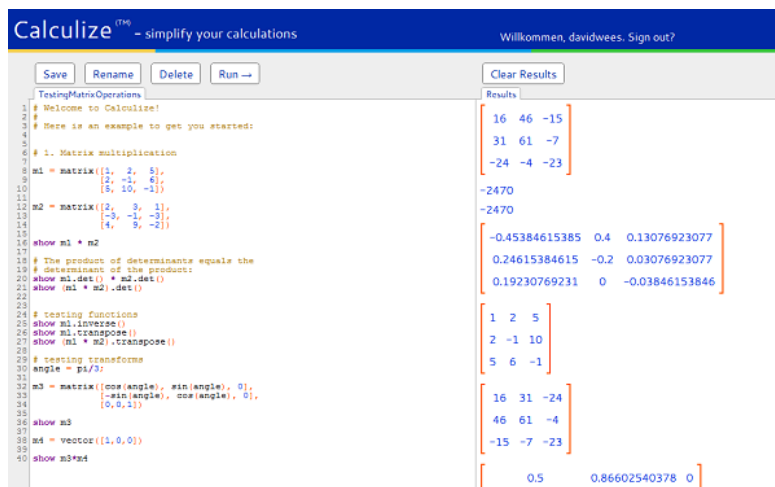 Calculize (TM) - simplify your calculations
Willkommen, davidwees. Sign out?
Save Rename Delete Run →
Clear Results
TestingMatrixOperations
Results
1 # Welcome to Calculize!
2 #
3 # Here is an example to get you started:
4
5
6 # 1. Matrix multiplication
7
8 m1 = matrix([1, 2, 5],
9 [2, -1, 6],
10 [5, 10, -1])
11
12 m2 = matrix([2, 3, 1],
13 [-3, -1, -3],
14 [4, 9, -2])
15
16 show m1 * m2
17
18 # The product of determinants equals the
19 # determinant of the product:
20 show m1.det() * m2.det()
21 show (m1 * m2).det()
22
23
24 # testing functions
25 show m1.inverse()
26 show m1.transpose()
27 show (m1 * m2).transpose()
28
29 # testing transforms
30 angle = pi/3;
31
32 m3 = matrix([cos(angle), sin(angle), 0],
33 [-sin(angle), cos(angle), 0],
34 [0,0,1])
35
36 show m3
37
38 m4 = vector([1,0,0])
39
40 show m3*m4
16 46 -15
31 61 -7
-24 -4 -23
-2470
-2470
-0.45384615385 0.4 0.13076923077
0.24615384615 -0.2 0.03076923077
0.19230769231 0 -0.03846153846
1 2 5
2 -1 10
5 6 -1
16 31 -24
46 61 -4
-15 -7 -23
0.5 0.86602540378 0